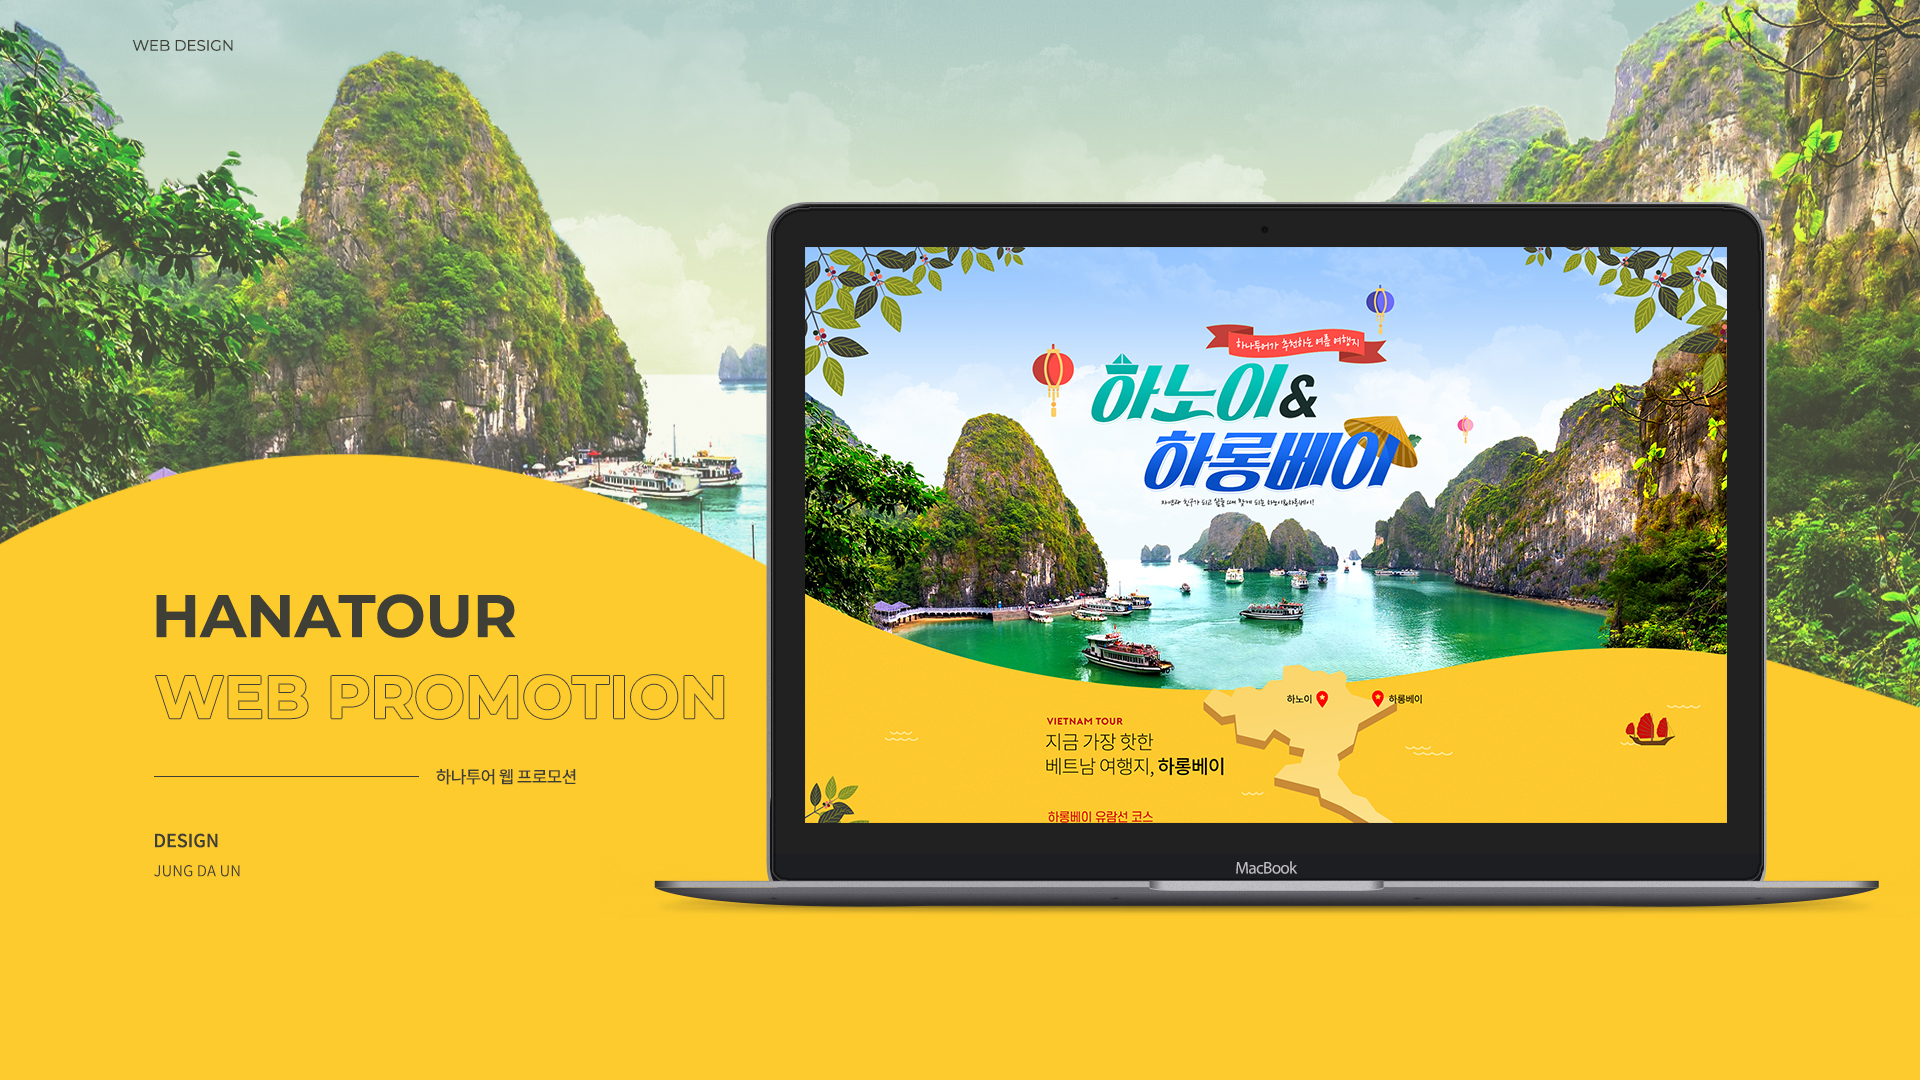 WEB DESIGN
HANATOUR
WEB PROMOTION
하나투어 웹 프로모션
DESIGN
JUNG DA UN
하나투어가 추천하는 여름 여행지
하노이&
하롱베이
하노이
하롱베이
VIETNAM TOUR
지금 가장 핫한
베트남 여행지, 하롱베이
하롱베이 유람선 코스
MacBook